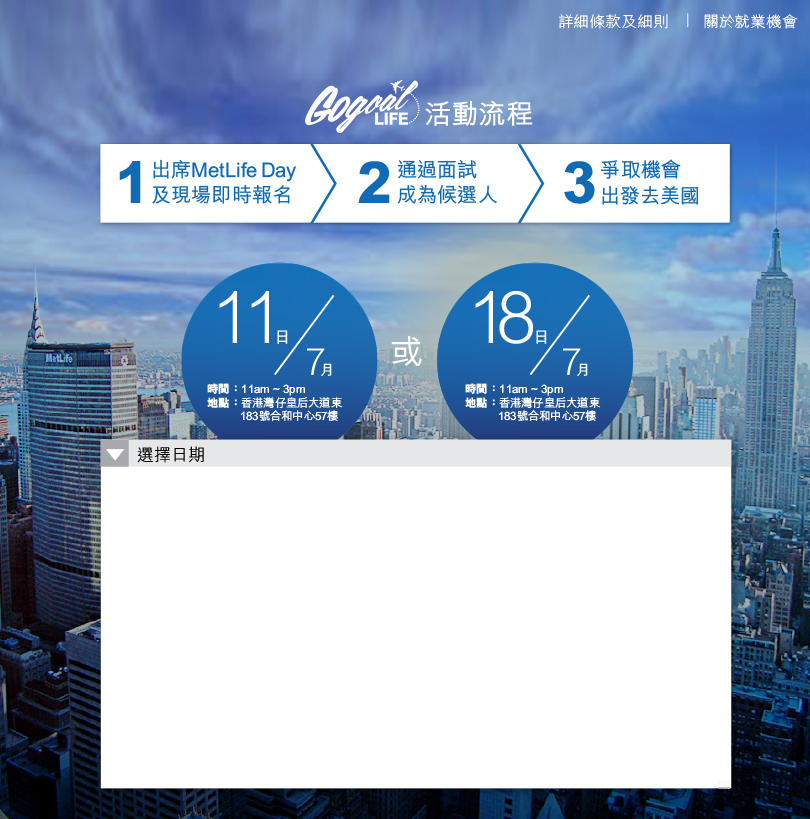 詳細條款及細則 | 關於就業機會
Gogoal LIFE 活動流程
1 出席MetLife Day
及現場即時報名
2 通過面試
成為候選人
3 爭取機會
出發去美國
11日/7月
時間：11am ~ 3pm
地點：香港灣仔皇后大道東
183號合和中心57樓
或
18日/7月
時間：11am ~ 3pm
地點：香港灣仔皇后大道東
183號合和中心57樓
MetLife
選擇日期